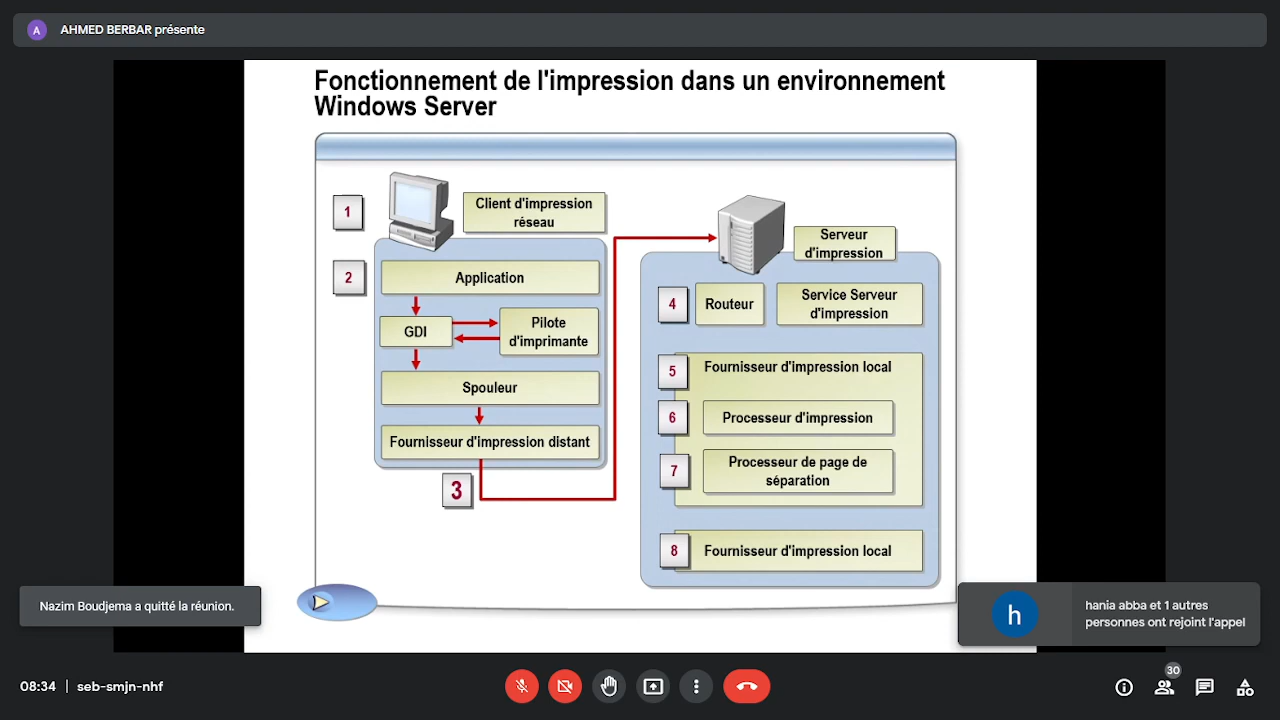 A
AHMED BERBAR présente
Fonctionnement de l'impression dans un environnement
Windows Server
1
Client d'impression
réseau
2
Application
GDI
Pilote
d'imprimante
Spouleur
Fournisseur d'impression distant
3
Serveur
d'impression
4
Routeur
Service Serveur
d'impression
5
Fournisseur d'impression local
6
Processeur d'impression
7
Processeur de page de
séparation
8
Fournisseur d'impression local
Nazim Boudjema a quitté la réunion.
h
hania abba et 1 autres
personnes ont rejoint l'appel
08:34 | seb-smjn-nhf
30